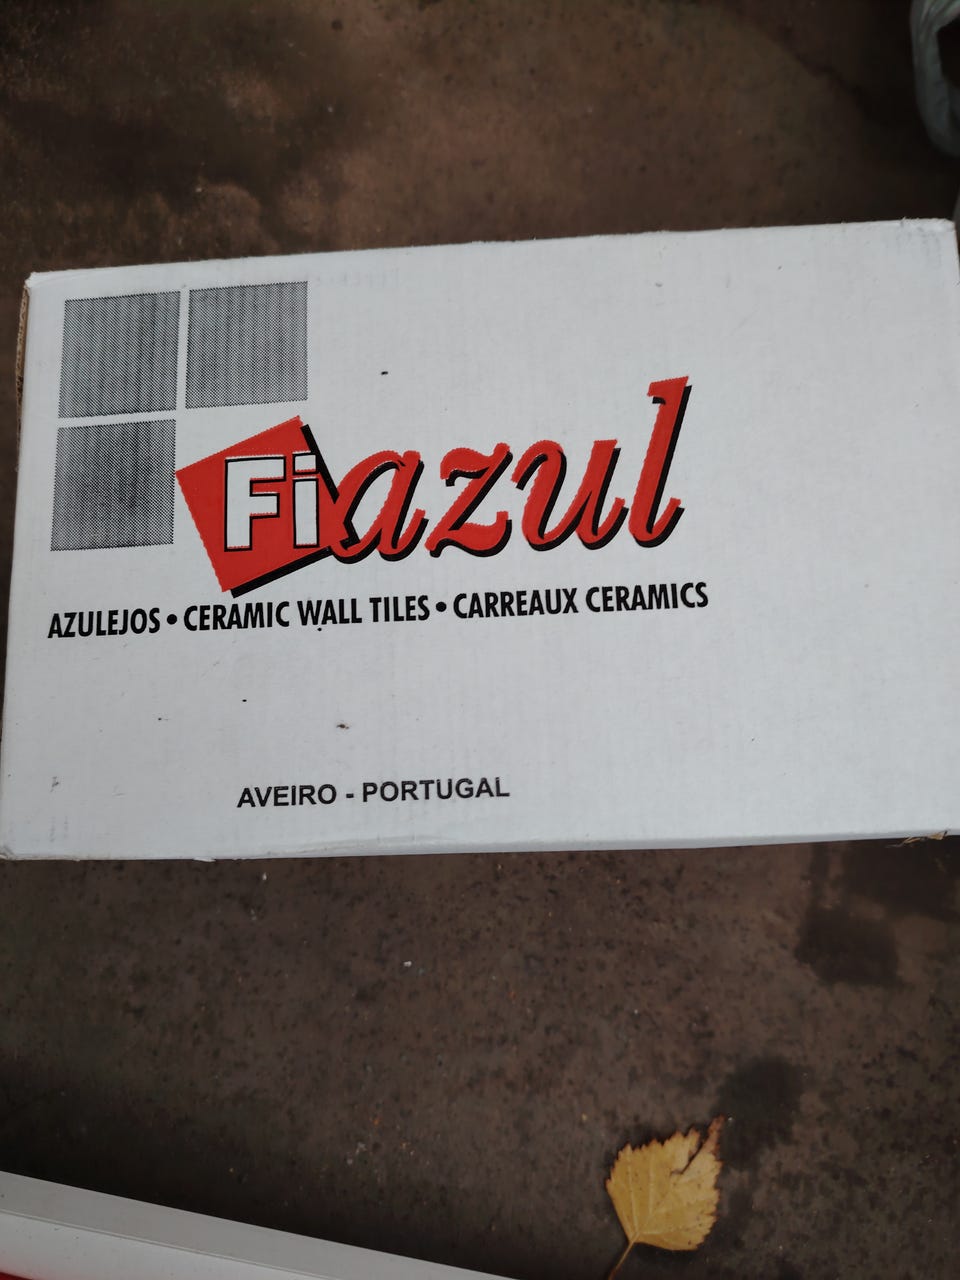 Fiazul
AZULEJOS • CERAMIC WALL TILES • CARREAUX CERAMICS
AVEIRO - PORTUGAL